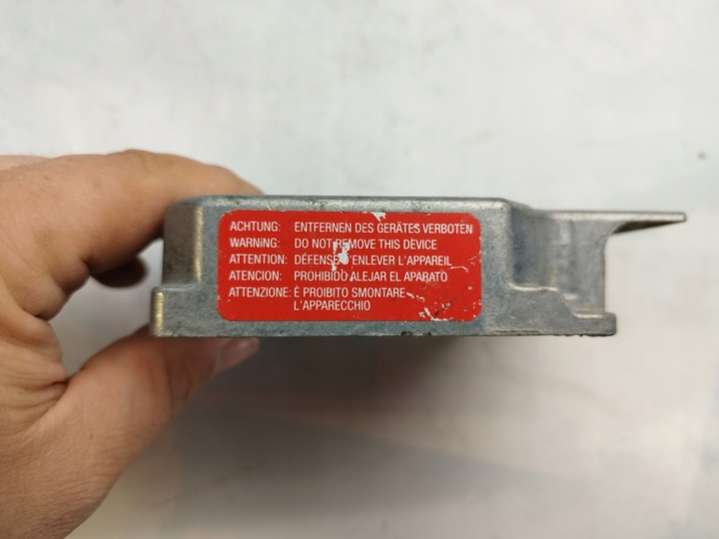 ACHTUNG: ENTFERNEN DES GERÄTES VERBOTEN
WARNING: DO NOT REMOVE THIS DEVICE
ATTENTION: DÉFENSE D'ENLEVER L'APPAREIL
ATENCION: PROHIBIDO ALEJAR EL APARATO
ATTENZIONE: È PROIBITO SMONTARE
L'APPARECCHIO